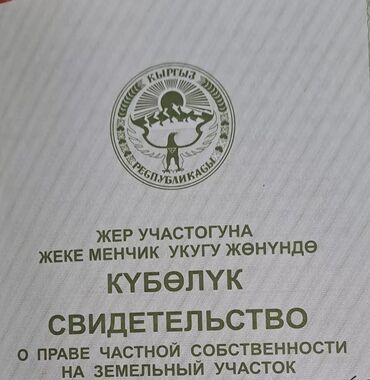 КЫРГЫЗ
РЕСПУБЛИКАСЫ
ЖЕР УЧАСТОГУНА
ЖЕКЕ МЕНЧИК УКУГУ ЖӨНҮНДӨ
КҮБӨЛҮК
СВИДЕТЕЛЬСТВО
О ПРАВЕ ЧАСТНОЙ СОБСТВЕННОСТИ
НА ЗЕМЕЛЬНЫЙ УЧАСТОК